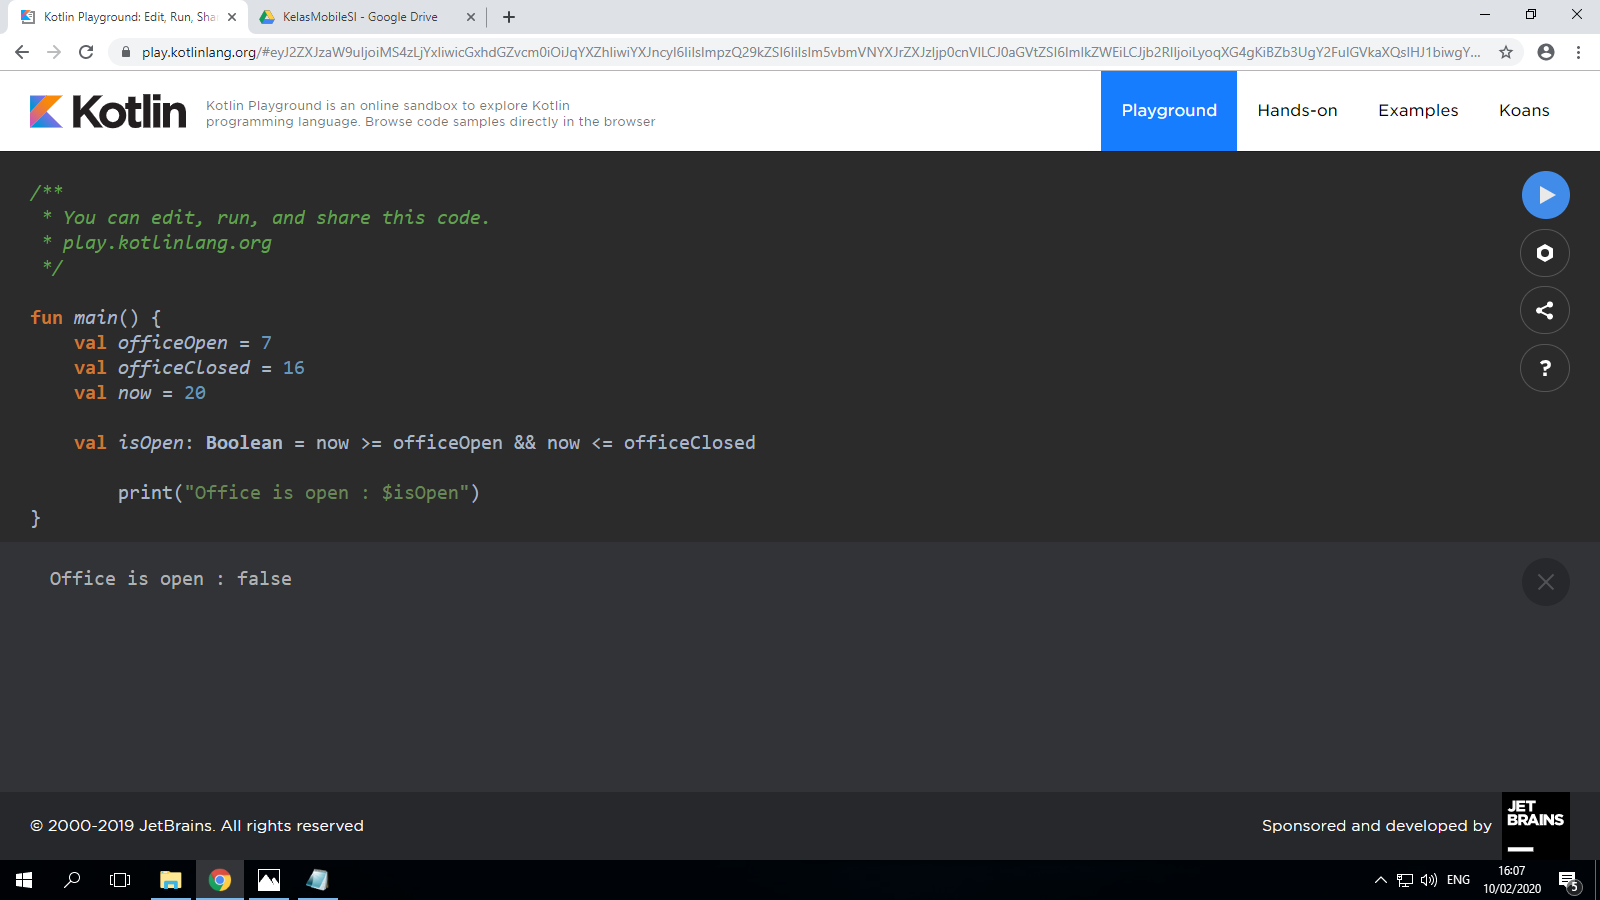 Kotlin Playground: Edit, Run, Sha
KelasMobileSI - Google Drive
Kotlin
Kotlin Playground is an online sandbox to explore Kotlin
programming language. Browse code samples directly in the browser
Playground
Hands-on
Examples
Koans
/**
* You can edit, run, and share this code.
* play.kotlinlang.org
*/
fun main() {
val officeOpen = 7
val officeClosed = 16
val now = 20
val isOpen: Boolean = now >= officeOpen && now <= officeClosed
print("Office is open : $isOpen")
}
?
Office is open : false
© 2000-2019 JetBrains. All rights reserved
Sponsored and developed by
JET
BRAINS
ENG
16:07
10/02/2020
5